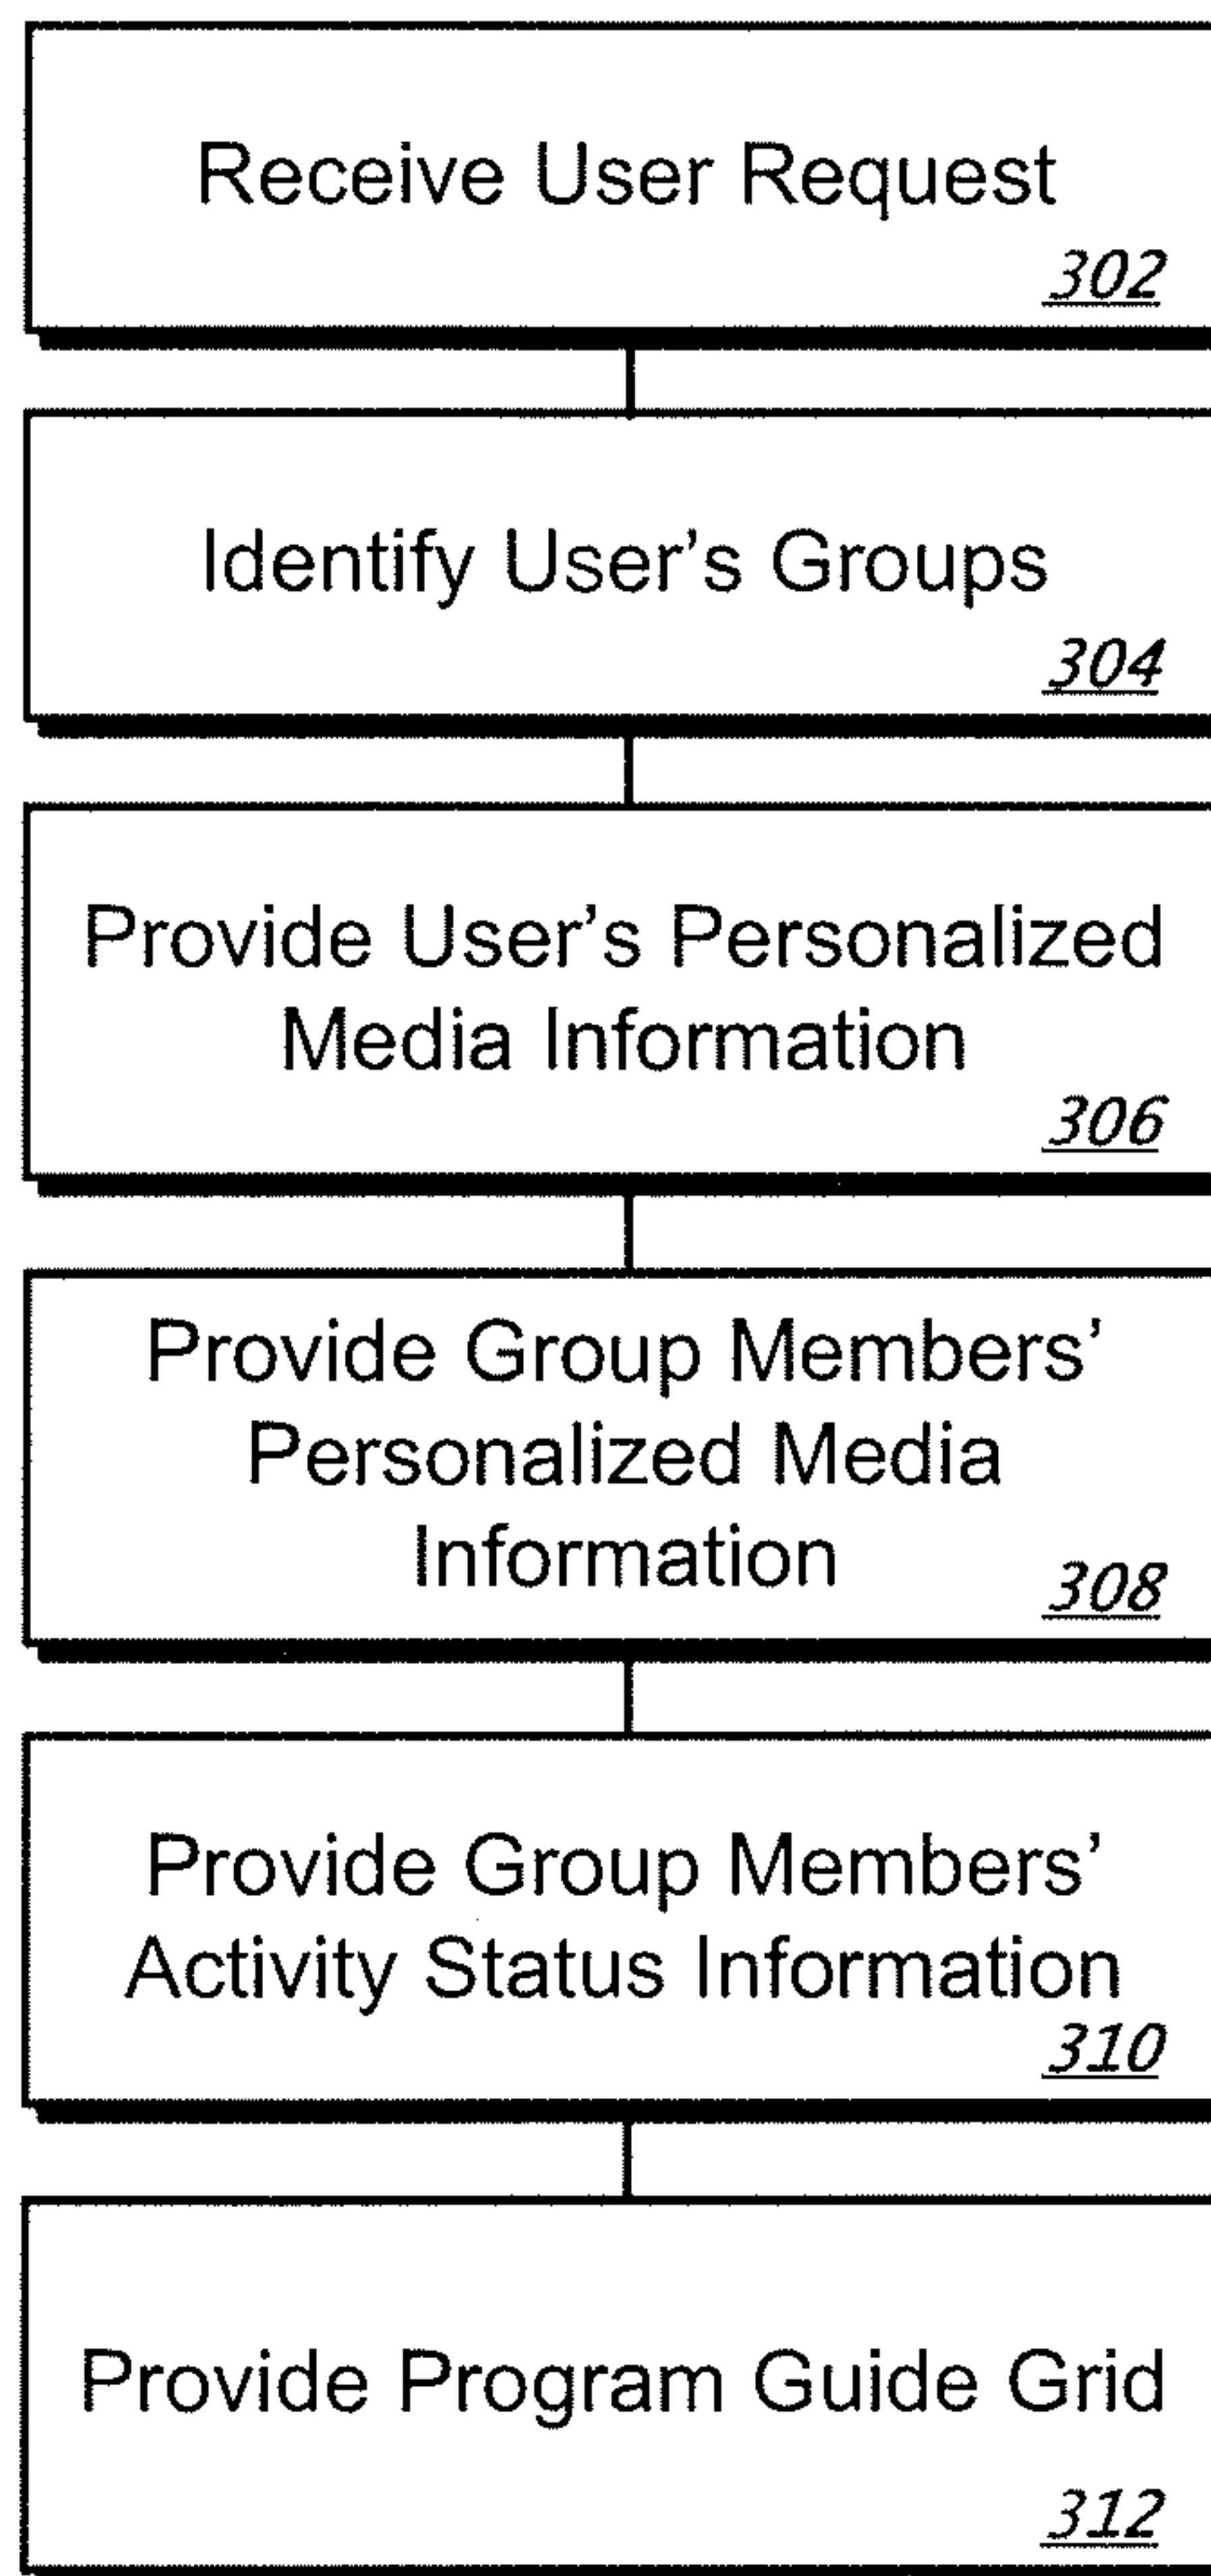 Receive User Request
302
Identify User’s Groups
304
Provide User’s Personalized
Media Information
306
Provide Group Members’
Personalized Media
Information
308
Provide Group Members’
Activity Status Information
310
Provide Program Guide Grid
312